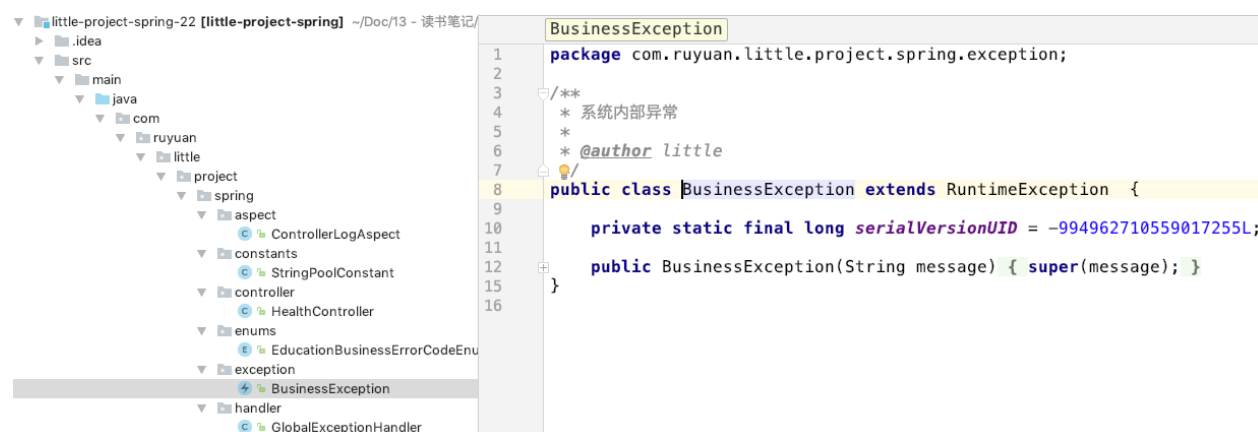 little-project-spring-22 [little-project-spring] ~/Doc/13 - 读书笔记/
.idea
src
main
java
com
ruyuan
little
project
spring
aspect
ControllerLogAspect
constants
StringPoolConstant
controller
HealthController
enums
EducationBusinessErrorCodeEnu
exception
BusinessException
handler
GlobalExceptionHandler
BusinessException
1 package com.ruyuan.little.project.spring.exception;
2
3 /**
4 * 系统内部异常
5 *
6 * @author little
7 */
8 public class BusinessException extends RuntimeException {
9
10 private static final long serialVersionUID = -994962710559017255L;
11
12 public BusinessException(String message) { super(message); }
15 }
16